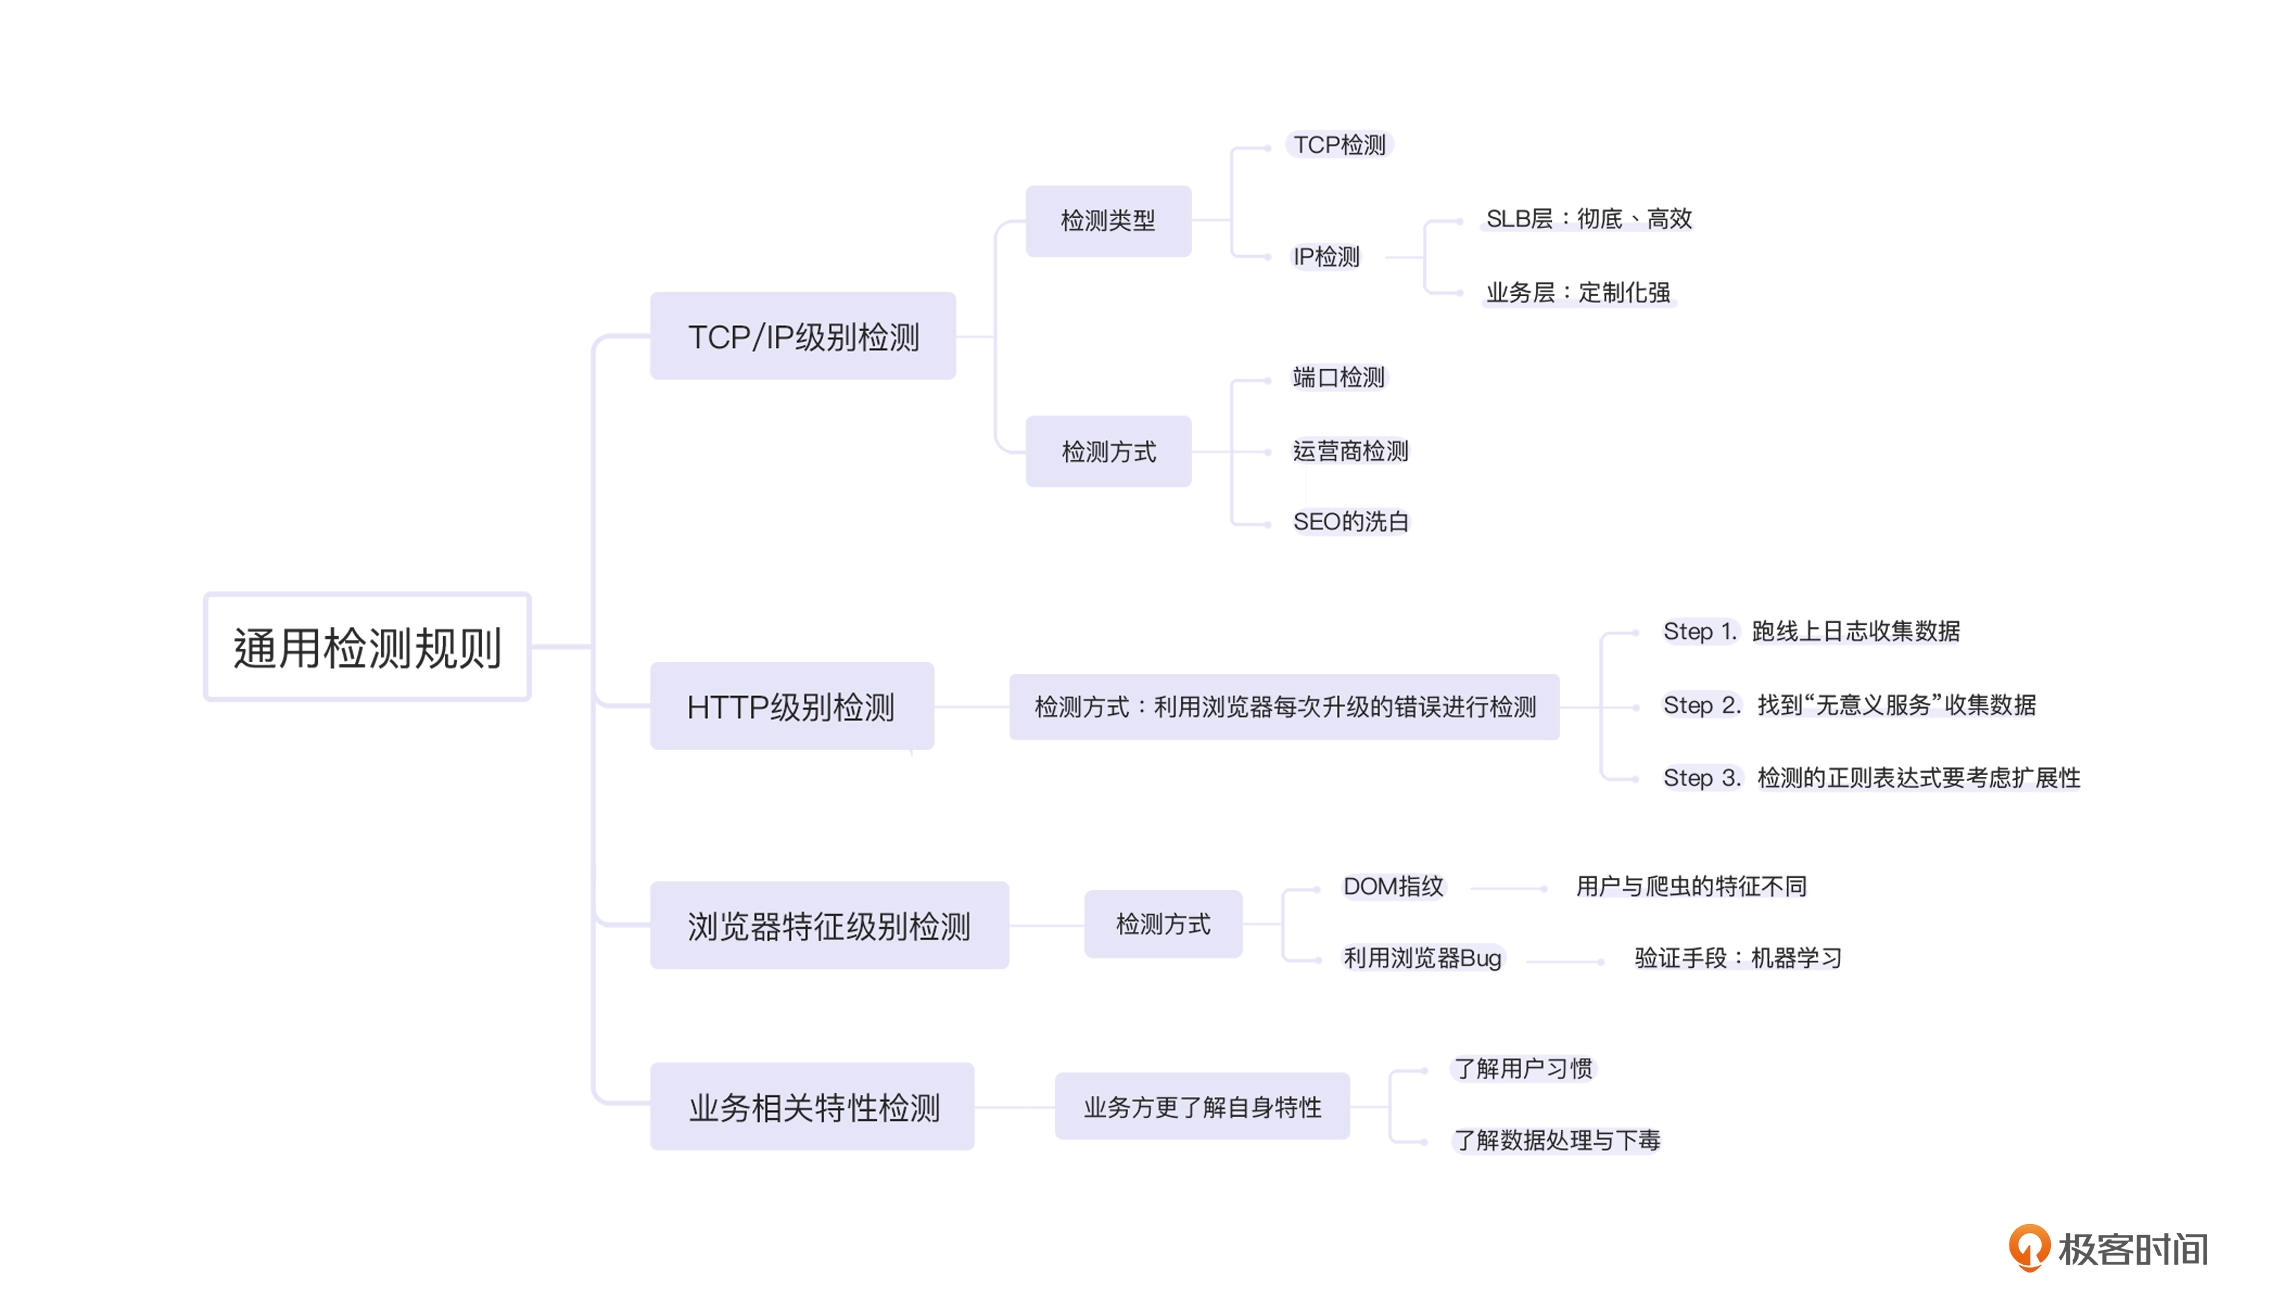 通用检测规则
TCP/IP级别检测
检测类型
TCP检测
IP检测
SLB层：彻底、高效
业务层：定制化强
检测方式
端口检测
运营商检测
SEO的洗白
HTTP级别检测
检测方式：利用浏览器每次升级的错误进行检测
Step 1. 跑线上日志收集数据
Step 2. 找到“无意义服务”收集数据
Step 3. 检测的正则表达式要考虑扩展性
浏览器特征级别检测
检测方式
DOM指纹
用户与爬虫的特征不同
利用浏览器Bug
验证手段：机器学习
业务相关特性检测
业务方更了解自身特性
了解用户习惯
了解数据处理与下毒
极客时间